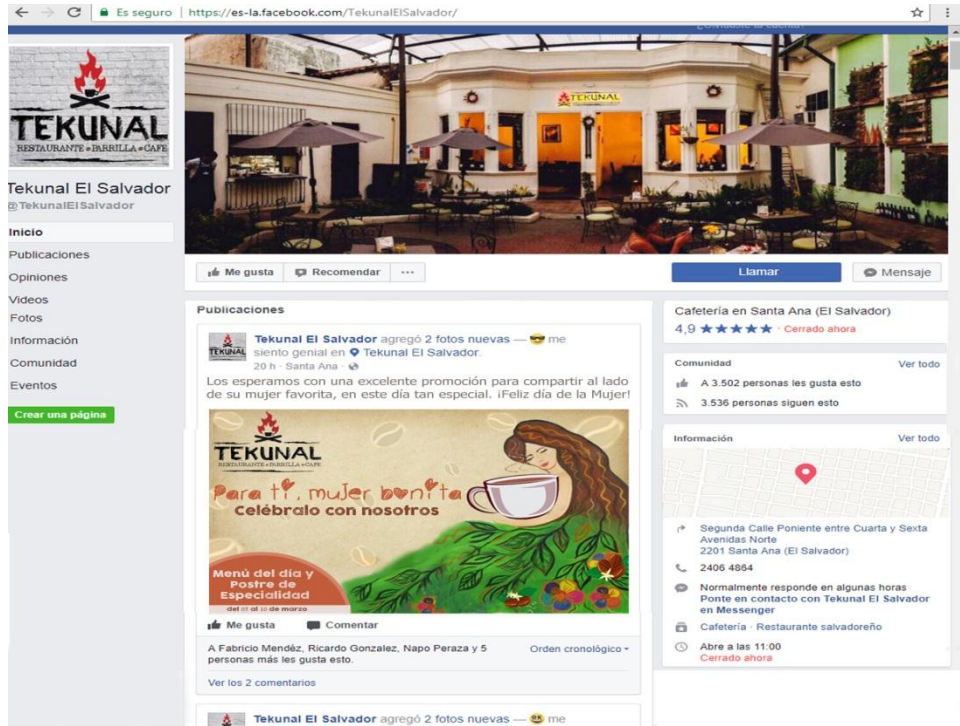 Es seguro | https://es-la.facebook.com/TekunalElSalvador/
TEKUNAL
RESTAURANTE PARRILLA CAFE
Tekunal El Salvador
@TekunalElSalvador
Inicio
Publicaciones
Opiniones
Videos
Fotos
Información
Comunidad
Eventos
Crear una página
TEKUNAL
Me gusta Recomendar ...
Llamar Mensaje
Publicaciones
TEKUNAL
Tekunal El Salvador agregó 2 fotos nuevas — me
siento genial en Tekunal El Salvador.
20 h · Santa Ana ·
Los esperamos con una excelente promoción para compartir al lado
de su mujer favorita, en este día tan especial. ¡Feliz día de la Mujer!
TEKUNAL
RESTAURANTE PARRILLA CAFE
Para ti, mujer bonita
Celébralo con nosotros
Menú del día y
Postre de
Especialidad
del al 10 de marzo
Me gusta Comentar
A Fabricio Mendéz, Ricardo Gonzalez, Napo Peraza y 5
personas más les gusta esto.
Orden cronológico
Ver los 2 comentarios
Tekunal El Salvador agregó 2 fotos nuevas — me
Cafetería en Santa Ana (El Salvador)
4,9 ★★★★★ · Cerrado ahora
Comunidad Ver todo
A 3.502 personas les gusta esto
3.536 personas siguen esto
Información Ver todo
Segunda Calle Poniente entre Cuarta y Sexta
Avenidas Norte
2201 Santa Ana (El Salvador)
2406 4864
Normalmente responde en algunas horas
Ponte en contacto con Tekunal El Salvador
en Messenger
Cafetería · Restaurante salvadoreño
Abre a las 11:00
Cerrado ahora